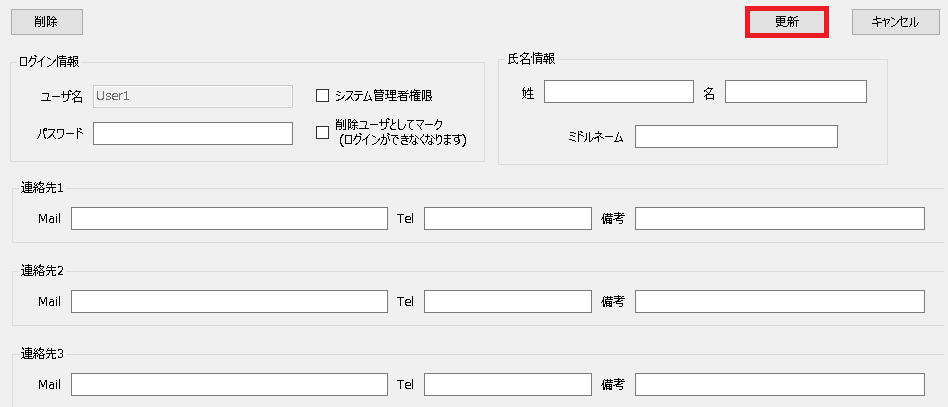 削除
更新
キャンセル
ログイン情報
ユーザ名
User1
システム管理者権限
パスワード
削除ユーザとしてマーク
(ログインができなくなります)
氏名情報
姓
名
ミドルネーム
連絡先1
Mail
Tel
備考
連絡先2
Mail
Tel
備考
連絡先3
Mail
Tel
備考